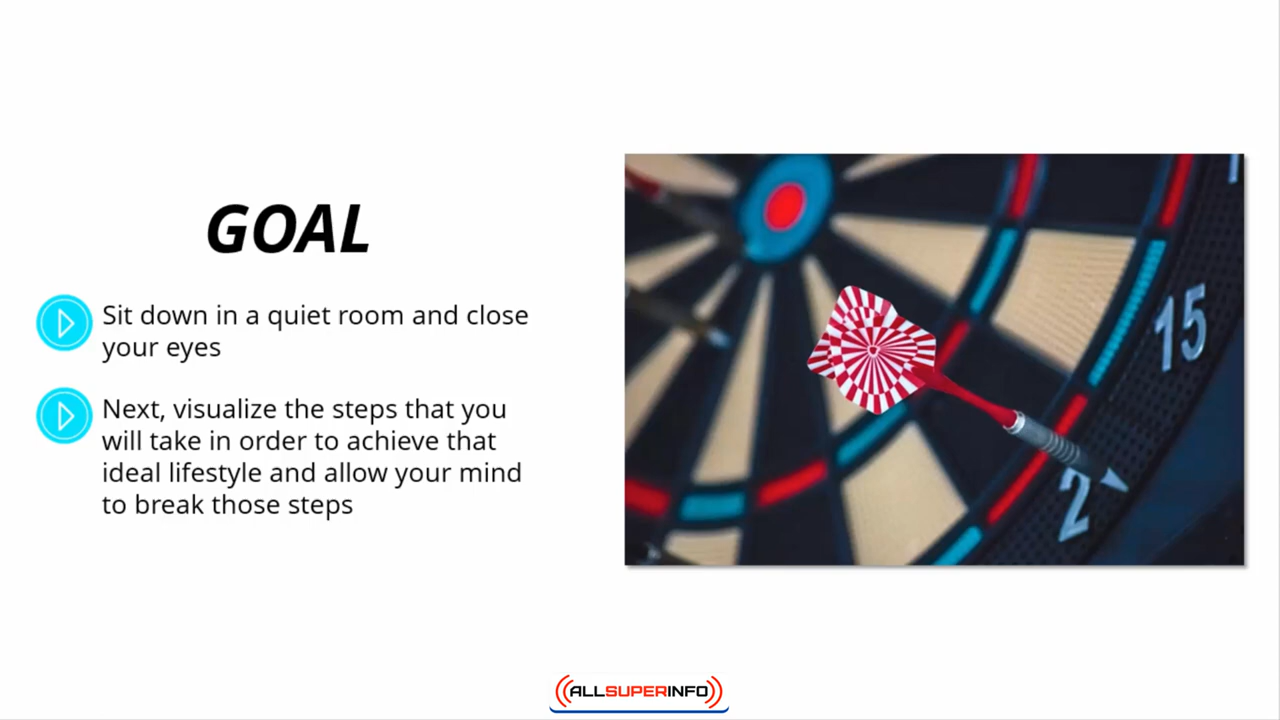 GOAL
Sit down in a quiet room and close
your eyes
Next, visualize the steps that you
will take in order to achieve that
ideal lifestyle and allow your mind
to break those steps
15
2
ALLSUPERINFO